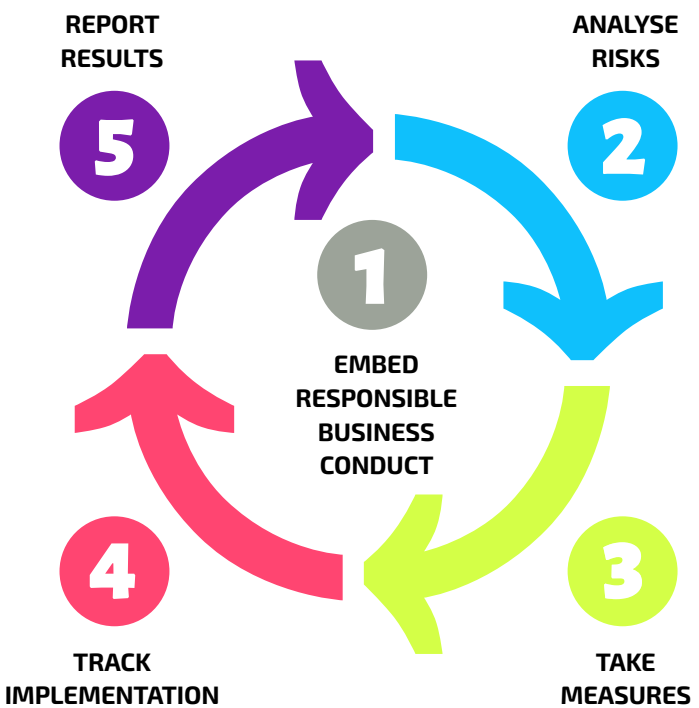 REPORT
RESULTS
5
ANALYSE
RISKS
2
1
EMBED
RESPONSIBLE
BUSINESS
CONDUCT
4
TRACK
IMPLEMENTATION
3
TAKE
MEASURES